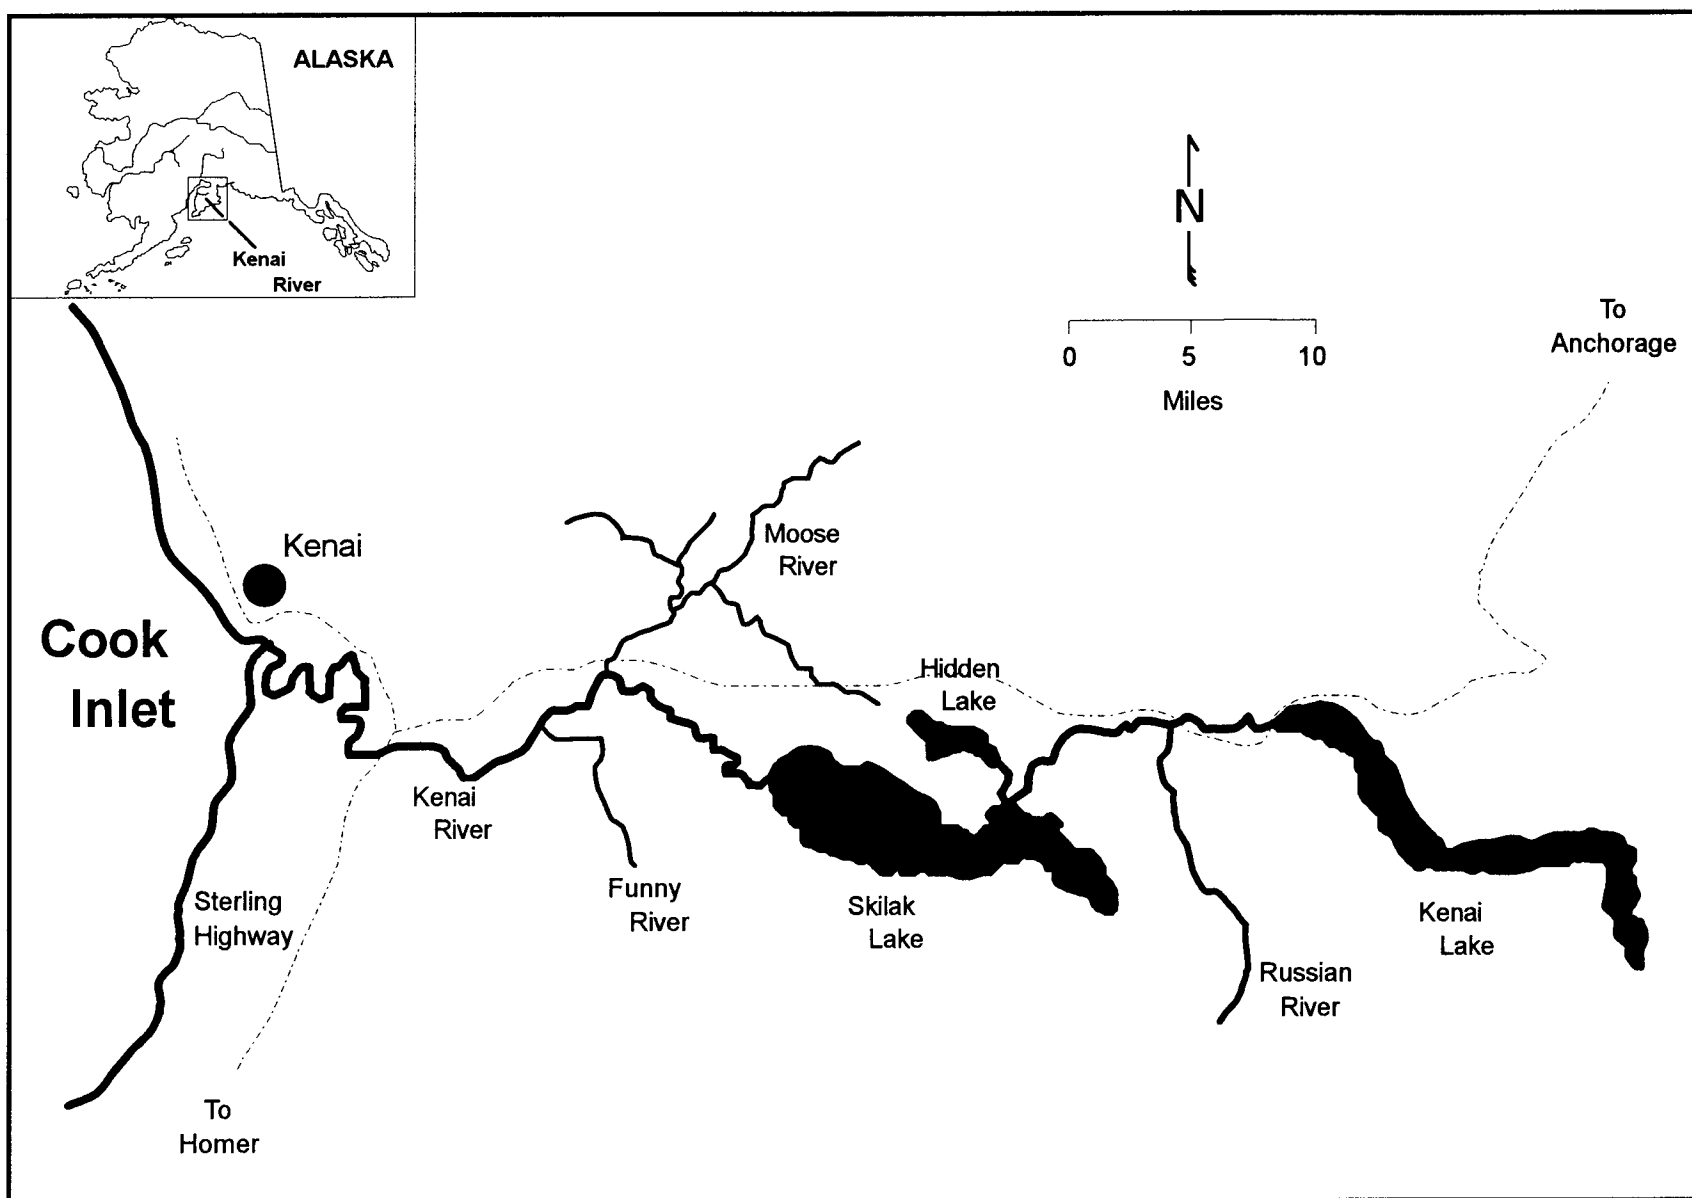 ALASKA
Kenai
River
N
0 5 10
Miles
To
Anchorage
Kenai
Moose
River
Cook
Inlet
Hidden
Lake
Kenai
River
Funny
River
Sterling
Highway
Skilak
Lake
Kenai
Lake
Russian
River
To
Homer